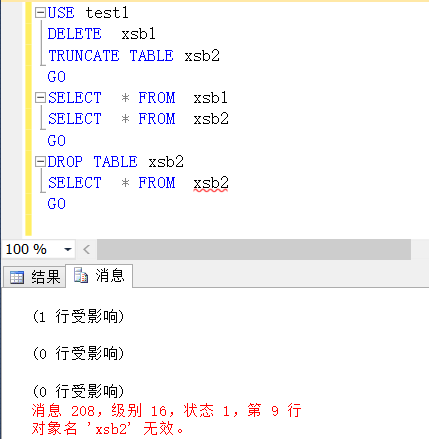 USE test1
DELETE  xsb1
TRUNCATE TABLE xsb2
GO
SELECT  * FROM  xsb1
SELECT  * FROM  xsb2
GO
DROP TABLE xsb2
SELECT  * FROM  xsb2
GO
100 %
结果 消息
(1 行受影响)
(0 行受影响)
(0 行受影响)
消息 208，级别 16，状态 1，第 9 行
对象名 'xsb2' 无效。